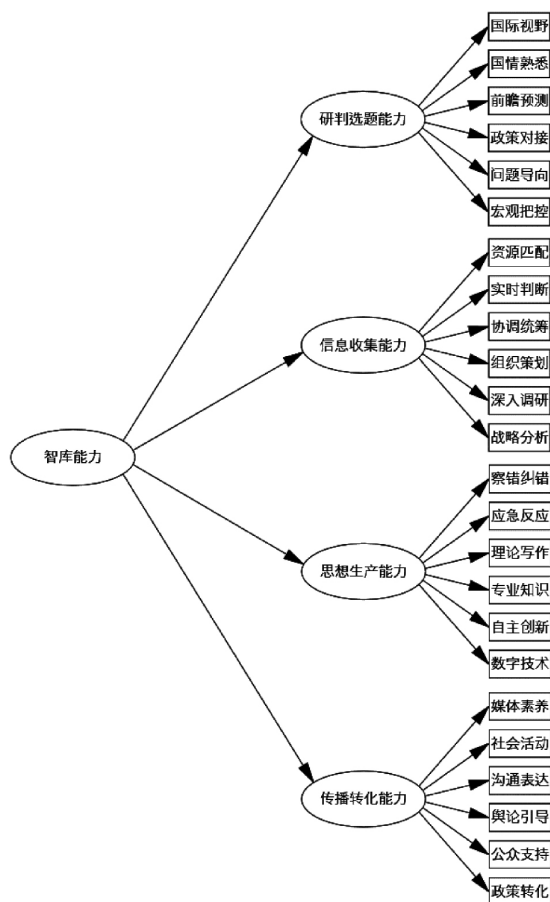 智库能力
研判选题能力
国际视野
国情熟悉
前瞻预测
政策对接
问题导向
宏观把控
信息收集能力
资源匹配
实时判断
协调统筹
组织策划
深入调研
战略分析
思想生产能力
察错纠错
应急反应
理论写作
专业知识
自主创新
数字技术
传播转化能力
媒体素养
社会活动
沟通表达
舆论引导
公众支持
政策转化